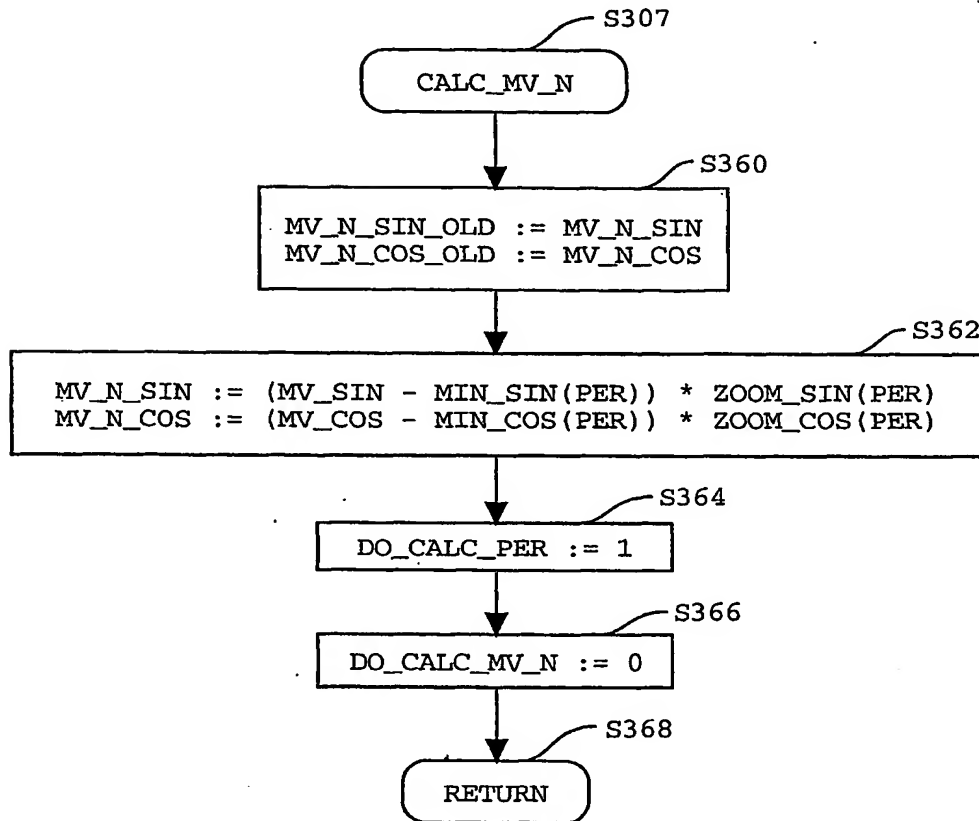 S307
CALC_MV_N
S360
MV_N_SIN_OLD := MV_N_SIN
MV_N_COS_OLD := MV_N_COS
S362
MV_N_SIN := (MV_SIN - MIN_SIN(PER)) * ZOOM_SIN(PER)
MV_N_COS := (MV_COS - MIN_COS(PER)) * ZOOM_COS(PER)
S364
DO_CALC_PER := 1
S366
DO_CALC_MV_N := 0
S368
RETURN